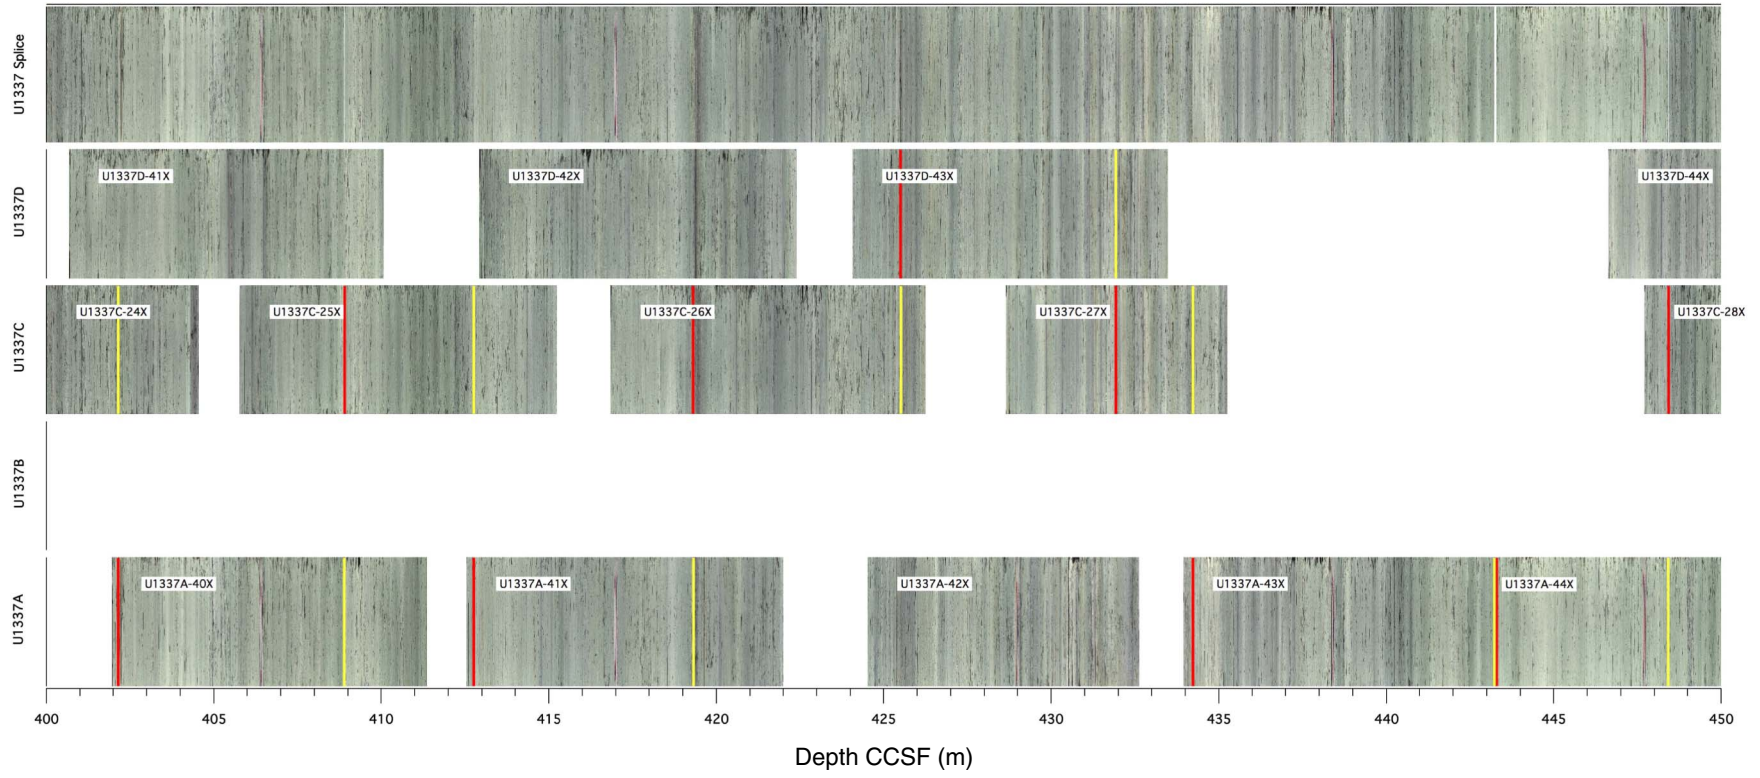 U1337 Splice
U1337D
U1337D-41X
U1337D-42X
U1337D-43X
U1337D-44X
U1337C
U1337C-24X
U1337C-25X
U1337C-26X
U1337C-27X
U1337C-28X
U1337B
U1337A
U1337A-40X
U1337A-41X
U1337A-42X
U1337A-43X
U1337A-44X
400 405 410 415 420 425 430 435 440 445 450
Depth CCSF (m)